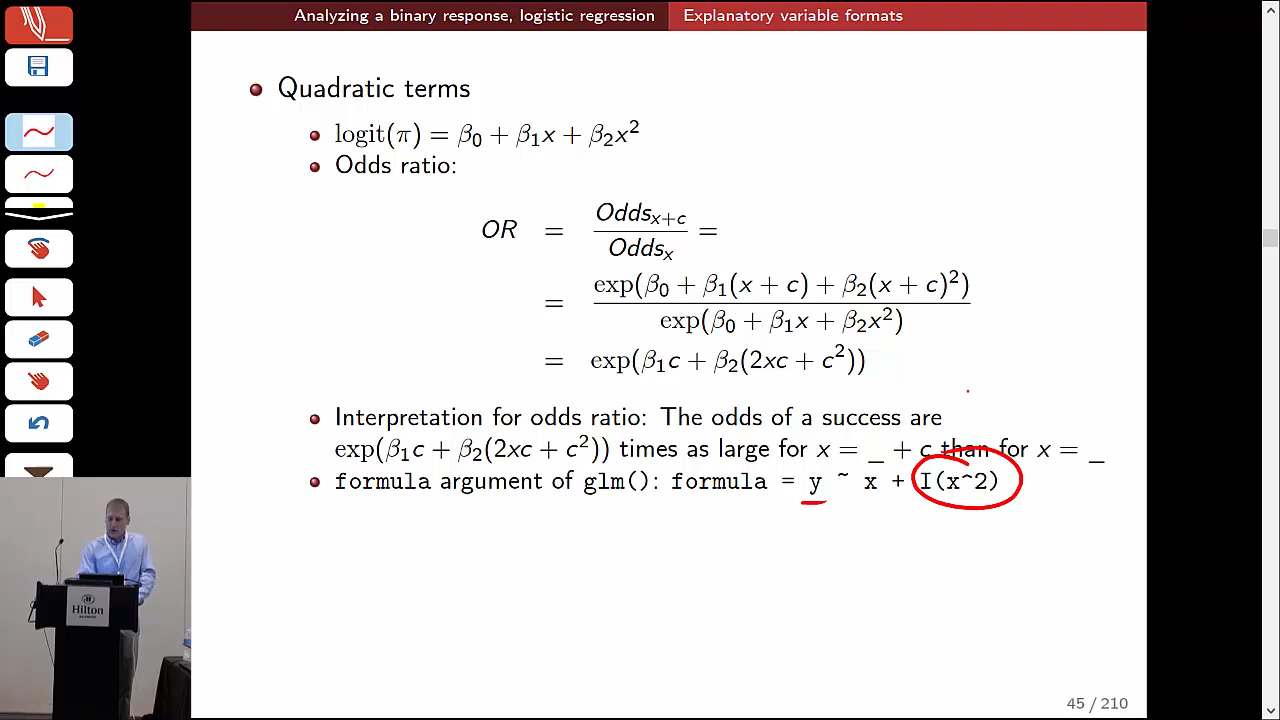 Analyzing a binary response, logistic regression Explanatory variable formats
Quadratic terms
logit(π) = β₀ + β₁x + β₂x²
Odds ratio:
OR = Odds_{x+c} / Odds_x =
= exp(β₀ + β₁(x + c) + β₂(x + c)²) / exp(β₀ + β₁x + β₂x²)
= exp(β₁c + β₂(2xc + c²))
Interpretation for odds ratio: The odds of a success are
exp(β₁c + β₂(2xc + c²)) times as large for x = _ + c than for x = _
formula argument of glm(): formula = y ~ x + I(x^2)
Hilton
45 / 210